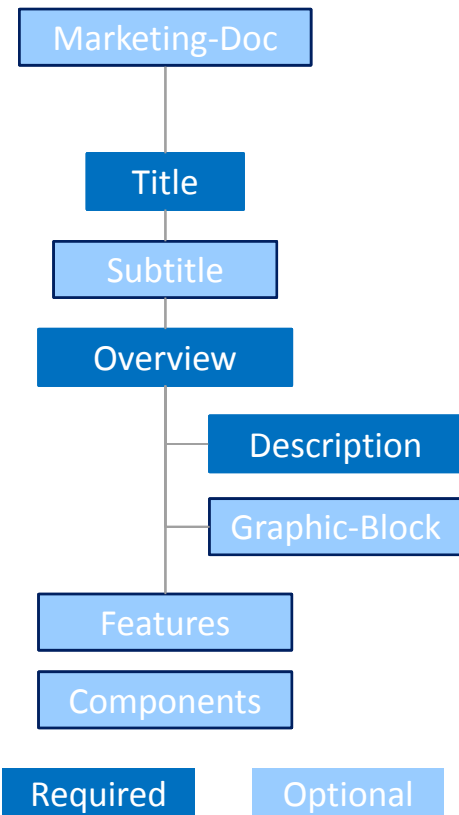 Marketing-Doc
Title
Subtitle
Overview
Description
Graphic-Block
Features
Components
Required
Optional